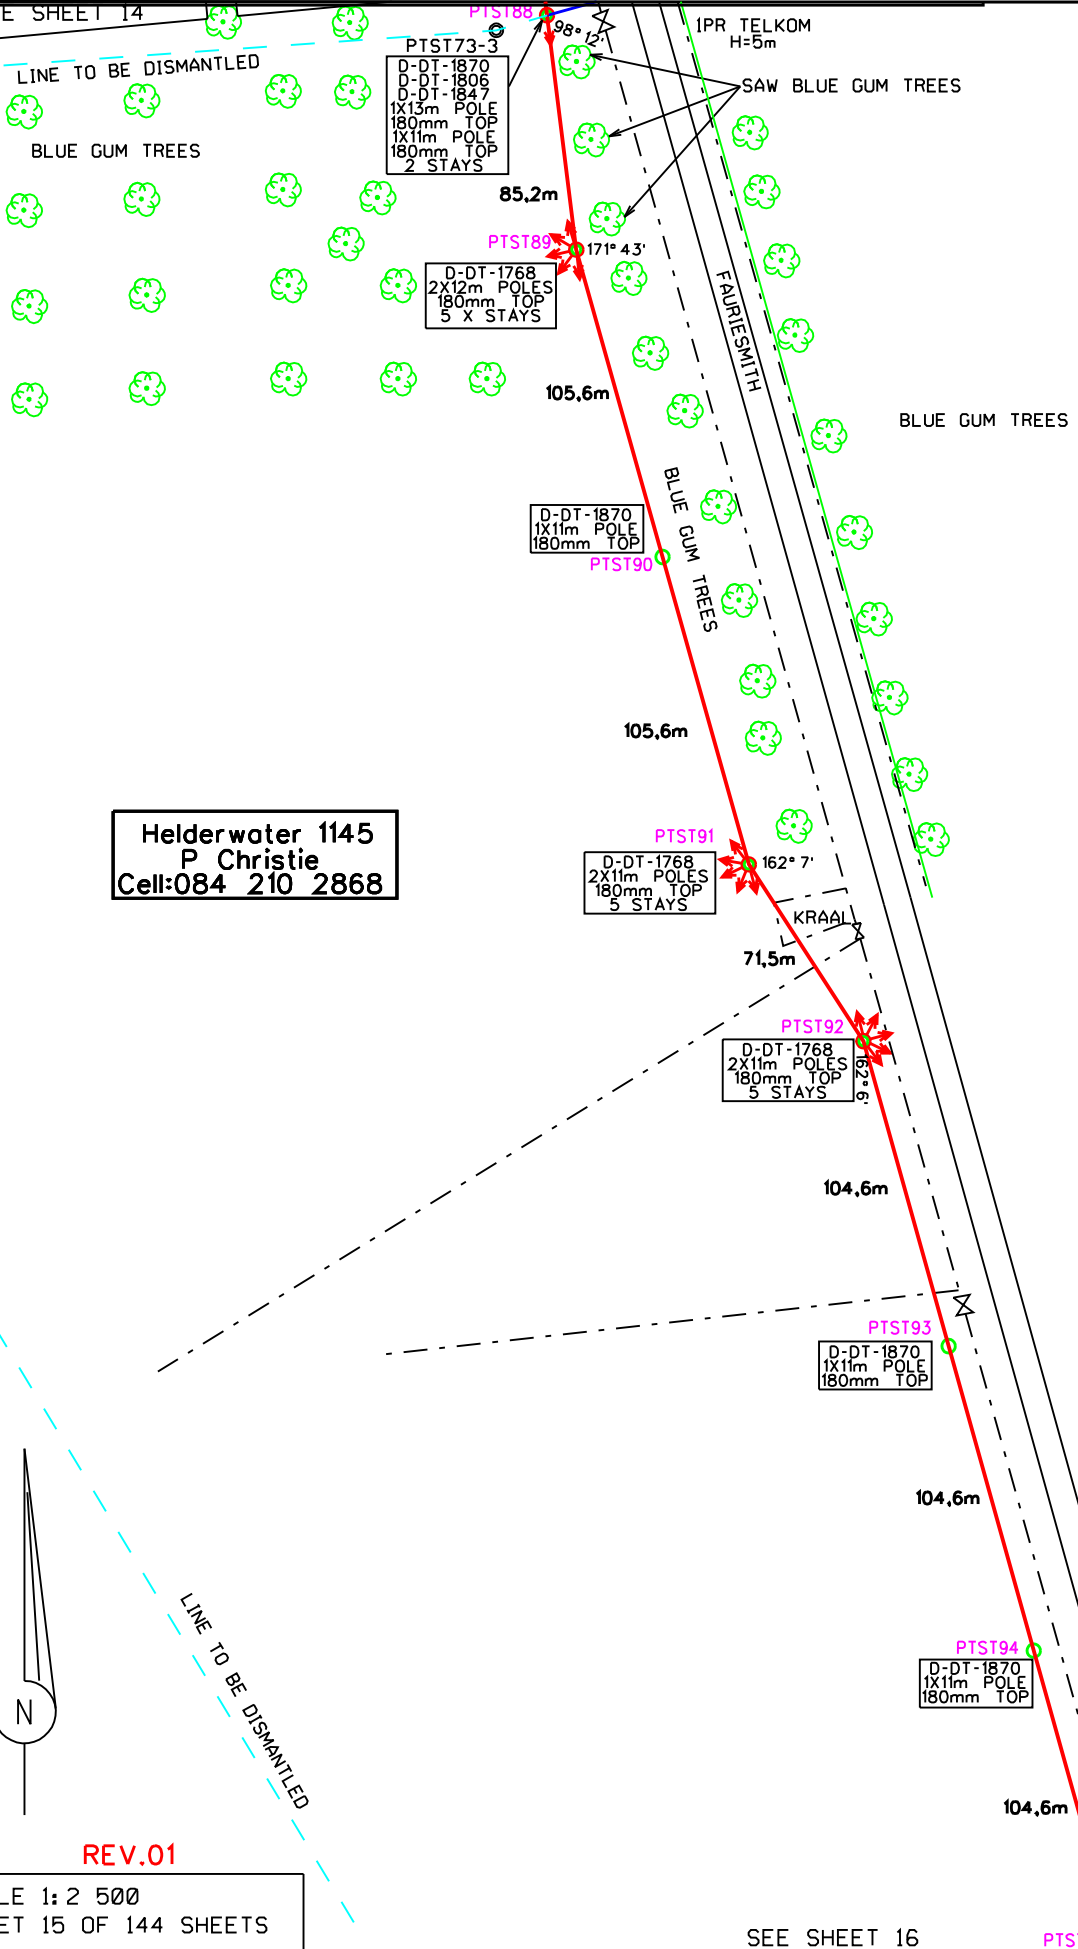 E SHEET 14
PTST88
98° 12'
1PR TELKOM
H=5m
PTST73-3
D-DT-1870
D-DT-1806
D-DT-1847
1X13m POLE
180mm TOP
1X11m POLE
180mm TOP
2 STAYS
LINE TO BE DISMANTLED
SAW BLUE GUM TREES
BLUE GUM TREES
85,2m
PTST89
171° 43'
D-DT-1768
2X12m POLES
180mm TOP
5 X STAYS
FAURIESMITH
105,6m
BLUE GUM TREES
BLUE GUM TREES
D-DT-1870
1X11m POLE
180mm TOP
PTST90
105,6m
Helderwater 1145
P Christie
Cell:084 210 2868
PTST91
162° 7'
D-DT-1768
2X11m POLES
180mm TOP
5 STAYS
KRAAL
71,5m
PTST92
D-DT-1768
2X11m POLES
180mm TOP
5 STAYS
162° 6'
104,6m
PTST93
D-DT-1870
1X11m POLE
180mm TOP
104,6m
PTST94
D-DT-1870
1X11m POLE
180mm TOP
LINE TO BE DISMANTLED
N
104,6m
REV.01
LE 1:2 500
ET 15 OF 144 SHEETS
SEE SHEET 16
PTS